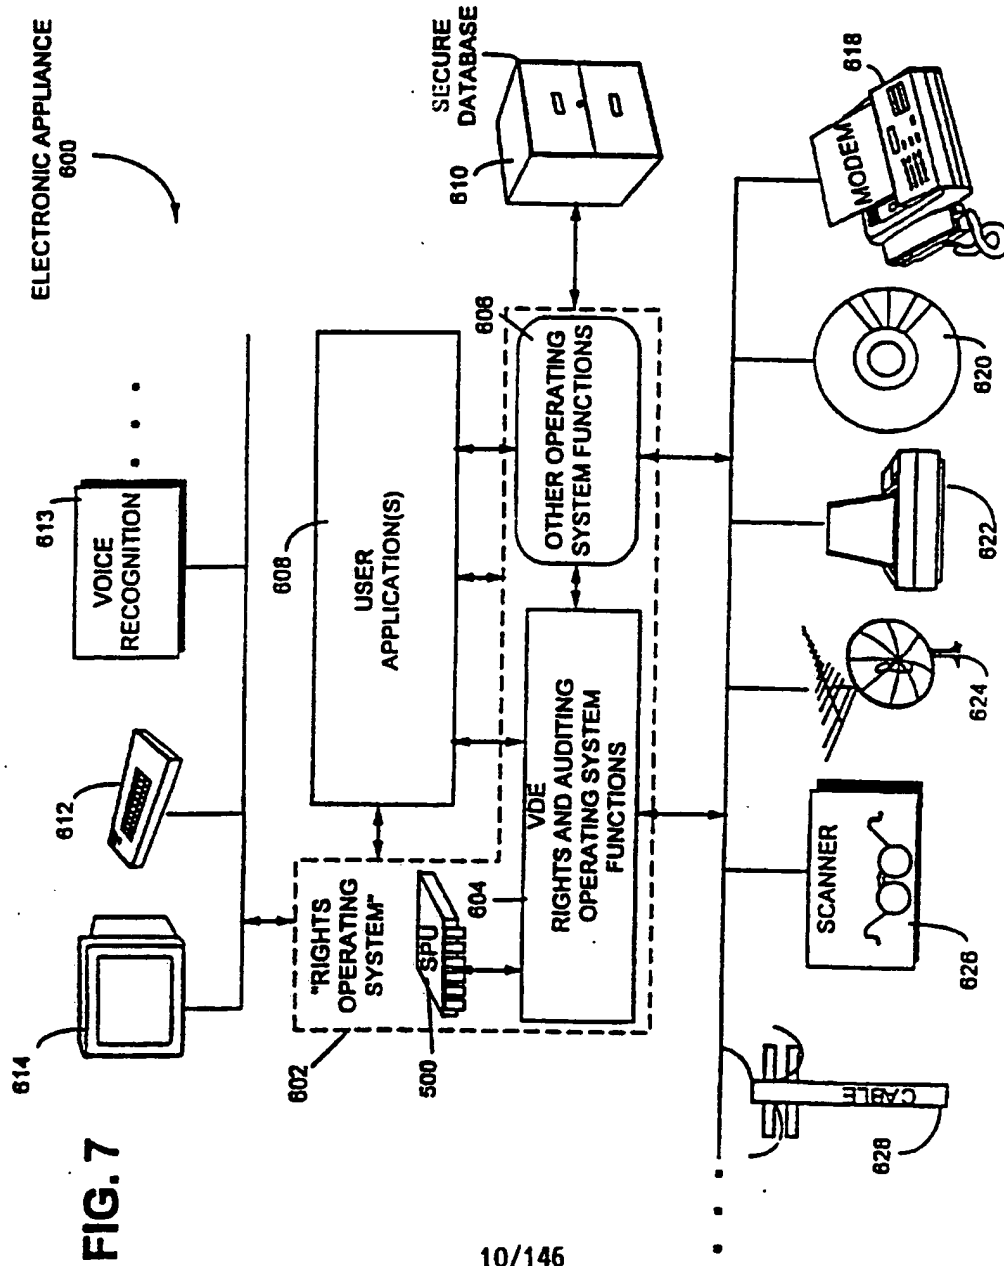 FIG. 7
ELECTRONIC APPLIANCE
600
614
612
613
VOICE
RECOGNITION
602
"RIGHTS
OPERATING
SYSTEM"
608
USER
APPLICATION(S)
500
SPU
604
VDE
RIGHTS AND AUDITING
OPERATING SYSTEM
FUNCTIONS
606
OTHER OPERATING
SYSTEM FUNCTIONS
610
SECURE
DATABASE
628
CABLE
SCANNER
626
624
622
620
MODEM
618
10/146